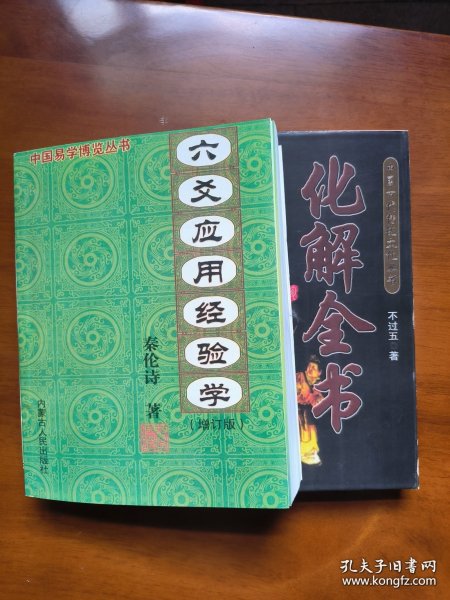 中国易学博览丛书
六爻应用经验学
(增订版)
秦伦诗 著
内蒙古人民出版社
化解全书
不过五 著
孔夫子旧书网
www.kongfz.com